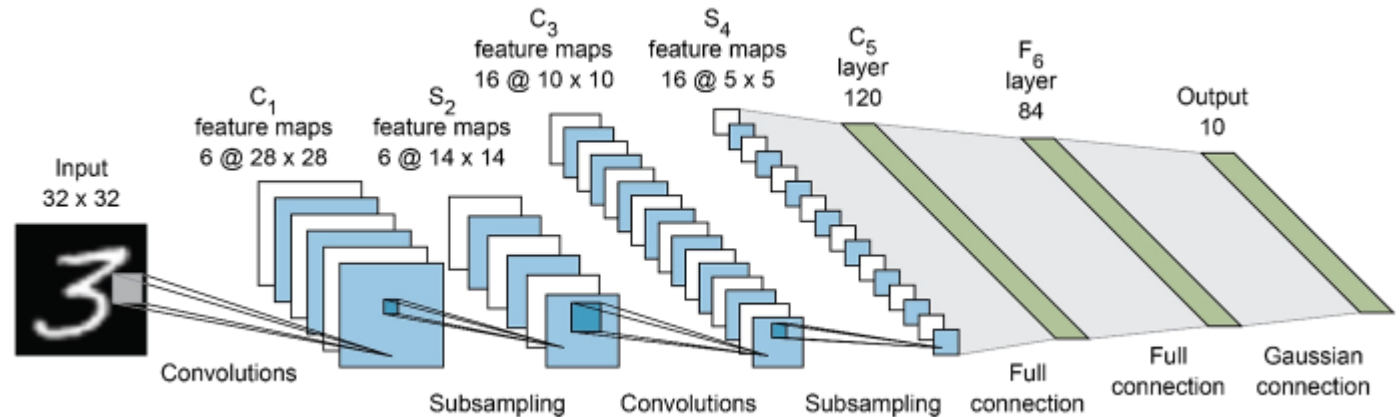 Input
32 x 32
C1
feature maps
6 @ 28 x 28
S2
feature maps
6 @ 14 x 14
C3
feature maps
16 @ 10 x 10
S4
feature maps
16 @ 5 x 5
C5
layer
120
F6
layer
84
Output
10
3
Convolutions
Subsampling
Convolutions
Subsampling
Full
connection
Full
connection
Gaussian
connection